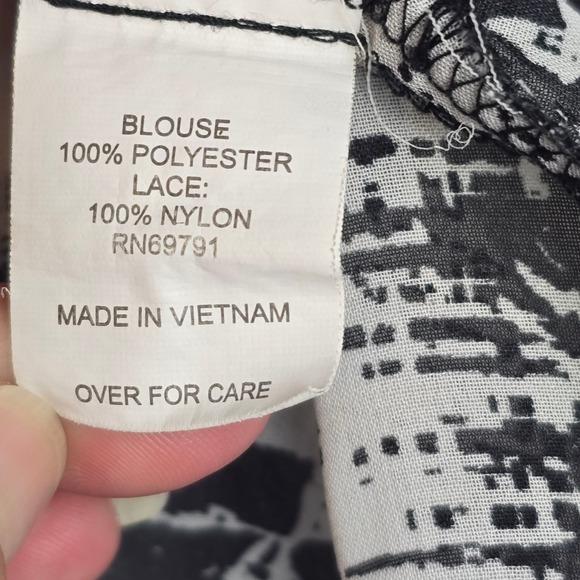 BLOUSE
100% POLYESTER
LACE:
100% NYLON
RN69791
MADE IN VIETNAM
OVER FOR CARE